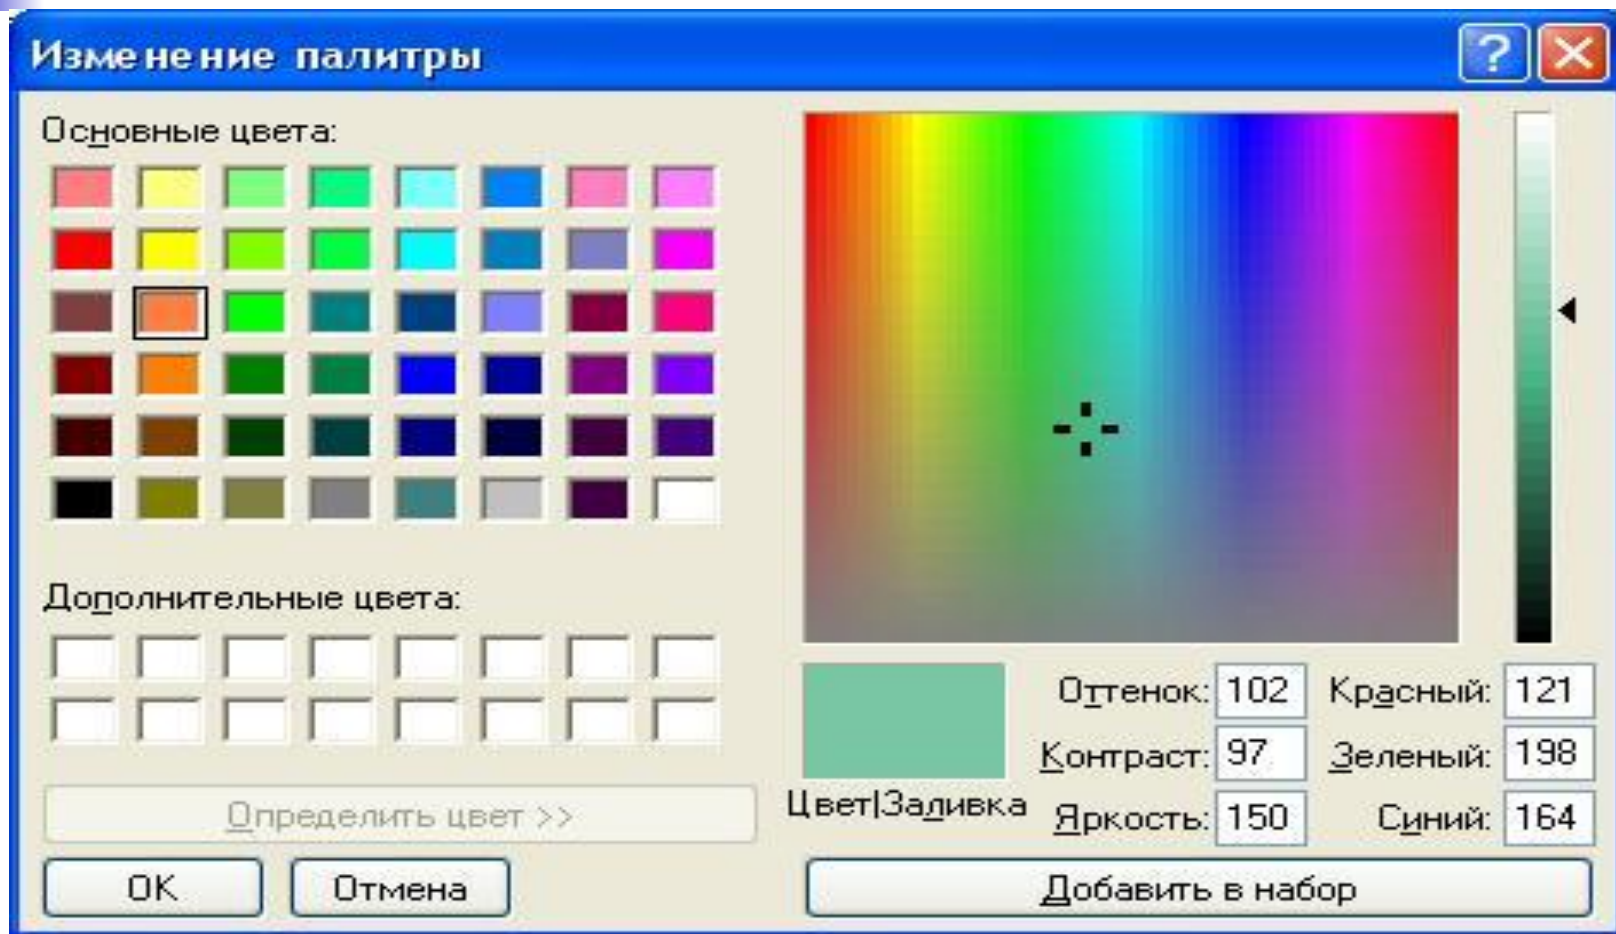 Изменение палитры
?
Основные цвета:
Дополнительные цвета:
Определить цвет >>
OK
Отмена
Цвет|Заливка
Оттенок: 102
Контраст: 97
Яркость: 150
Красный: 121
Зеленый: 198
Синий: 164
Добавить в набор